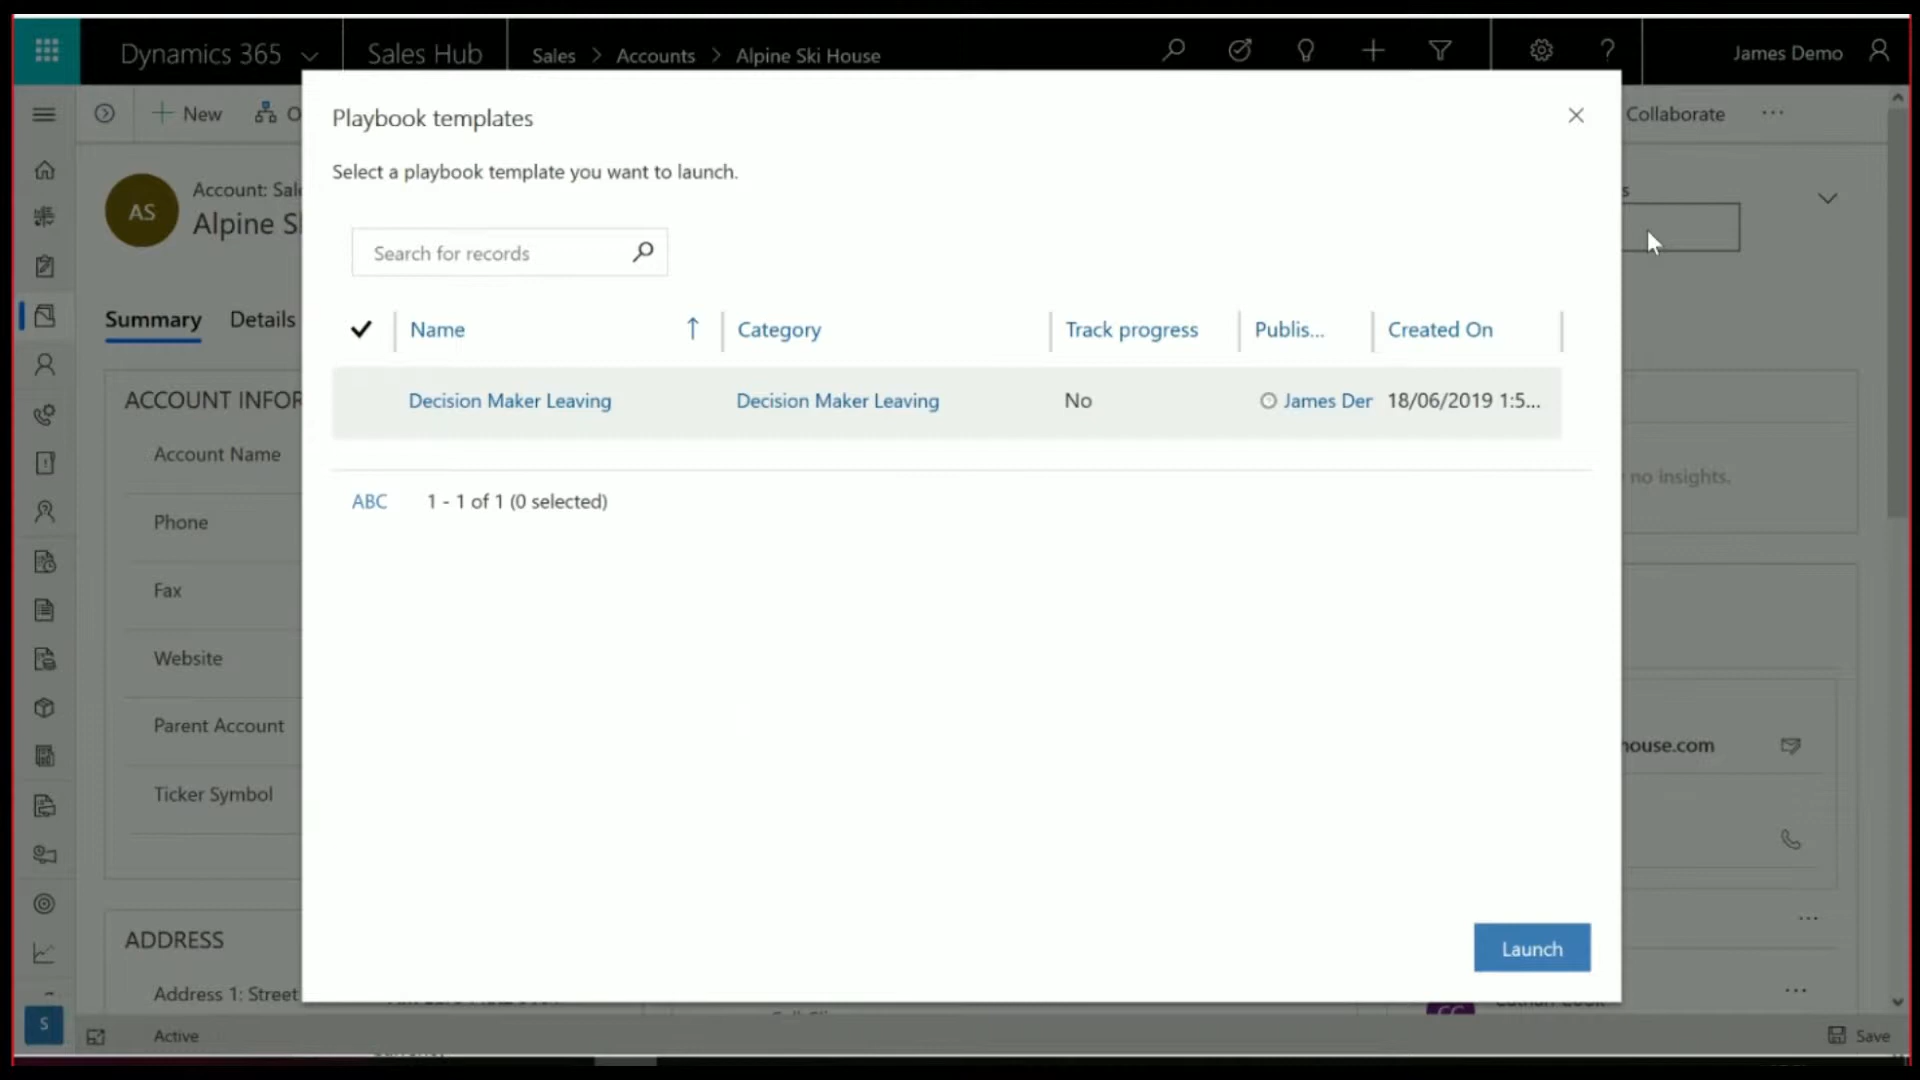 Dynamics 365
Sales Hub
Sales > Accounts > Alpine Ski House
James Demo
New
Collaborate
AS
Account:
Alpine
Summary
Details
ACCOUNT
Account Name
Phone
Fax
Website
Parent Account
Ticker Symbol
ADDRESS
Address 1: Street
Playbook templates
Select a playbook template you want to launch.
Search for records
Name Category Track progress Publis... Created On
Decision Maker Leaving Decision Maker Leaving No James Der 18/06/2019 1:5...
ABC 1 - 1 of 1 (0 selected)
Launch
no insights.
house.com
S
Active
Save